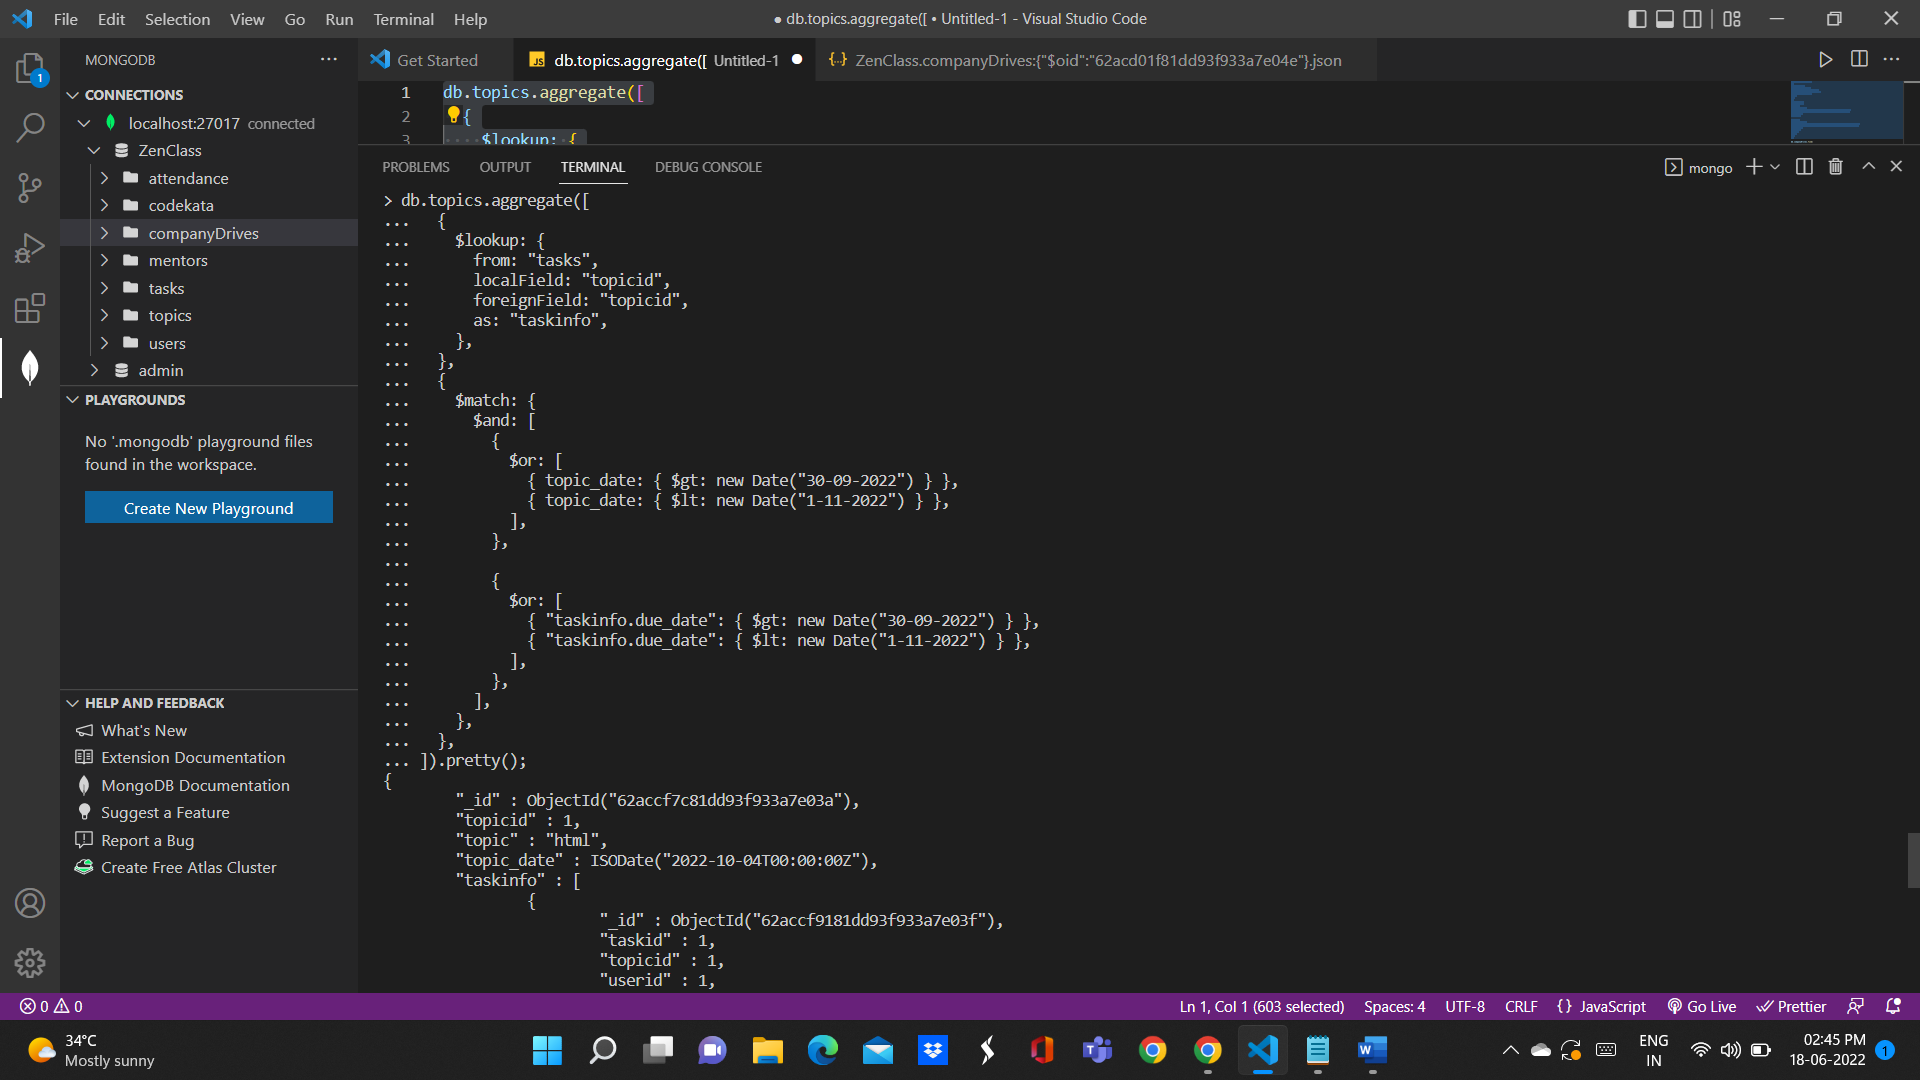 File Edit Selection View Go Run Terminal Help
● db.topics.aggregate([ • Untitled-1 - Visual Studio Code
MONGODB ...
CONNECTIONS
localhost:27017 connected
ZenClass
attendance
codekata
companyDrives
mentors
tasks
topics
users
admin
PLAYGROUNDS
No '.mongodb' playground files
found in the workspace.
Create New Playground
HELP AND FEEDBACK
What's New
Extension Documentation
MongoDB Documentation
Suggest a Feature
Report a Bug
Create Free Atlas Cluster
1
Get Started
JS db.topics.aggregate([ Untitled-1 ●
{··} ZenClass.companyDrives:{"$oid":"62acd01f81dd93f933a7e04e"}.json
1 db.topics.aggregate([
2 {
3 $lookup: {
PROBLEMS OUTPUT TERMINAL DEBUG CONSOLE
mongo
> db.topics.aggregate([
... {
... $lookup: {
... from: "tasks",
... localField: "topicid",
... foreignField: "topicid",
... as: "taskinfo",
... },
... },
... {
... $match: {
... $and: [
... {
... $or: [
... { topic_date: { $gt: new Date("30-09-2022") } },
... { topic_date: { $lt: new Date("1-11-2022") } },
... ],
... },
...
... {
... $or: [
... { "taskinfo.due_date": { $gt: new Date("30-09-2022") } },
... { "taskinfo.due_date": { $lt: new Date("1-11-2022") } },
... ],
... },
... ],
... },
... },
... ]).pretty();
{
"_id" : ObjectId("62accf7c81dd93f933a7e03a"),
"topicid" : 1,
"topic" : "html",
"topic_date" : ISODate("2022-10-04T00:00:00Z"),
"taskinfo" : [
{
"_id" : ObjectId("62accf9181dd93f933a7e03f"),
"taskid" : 1,
"topicid" : 1,
"userid" : 1,
0 0
Ln 1, Col 1 (603 selected) Spaces: 4 UTF-8 CRLF {} JavaScript Go Live Prettier
34°C
Mostly sunny
ENG
IN
02:45 PM
18-06-2022
1